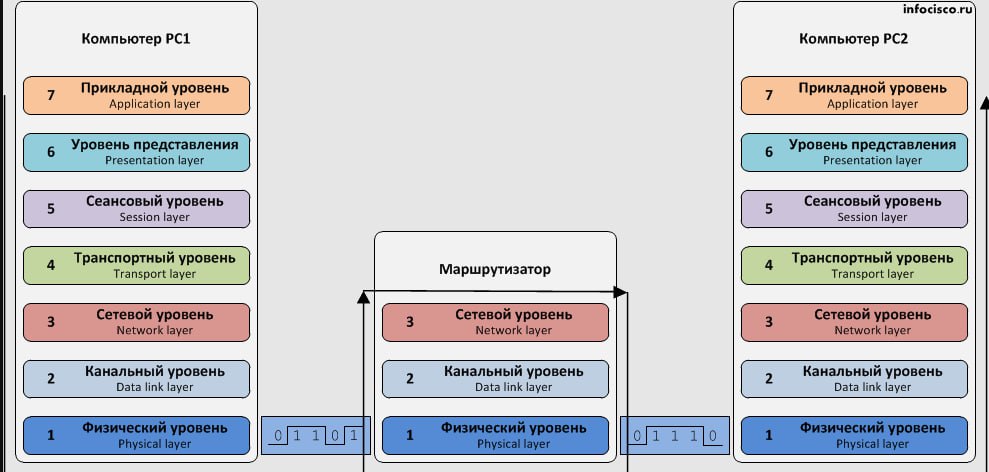 infocisco.ru
Компьютер PC1
7 Прикладной уровень
Application layer
6 Уровень представления
Presentation layer
5 Сеансовый уровень
Session layer
4 Транспортный уровень
Transport layer
3 Сетевой уровень
Network layer
2 Канальный уровень
Data link layer
1 Физический уровень
Physical layer
0 1 1 0 1
Маршрутизатор
3 Сетевой уровень
Network layer
2 Канальный уровень
Data link layer
1 Физический уровень
Physical layer
0 1 1 1 0
Компьютер PC2
7 Прикладной уровень
Application layer
6 Уровень представления
Presentation layer
5 Сеансовый уровень
Session layer
4 Транспортный уровень
Transport layer
3 Сетевой уровень
Network layer
2 Канальный уровень
Data link layer
1 Физический уровень
Physical layer